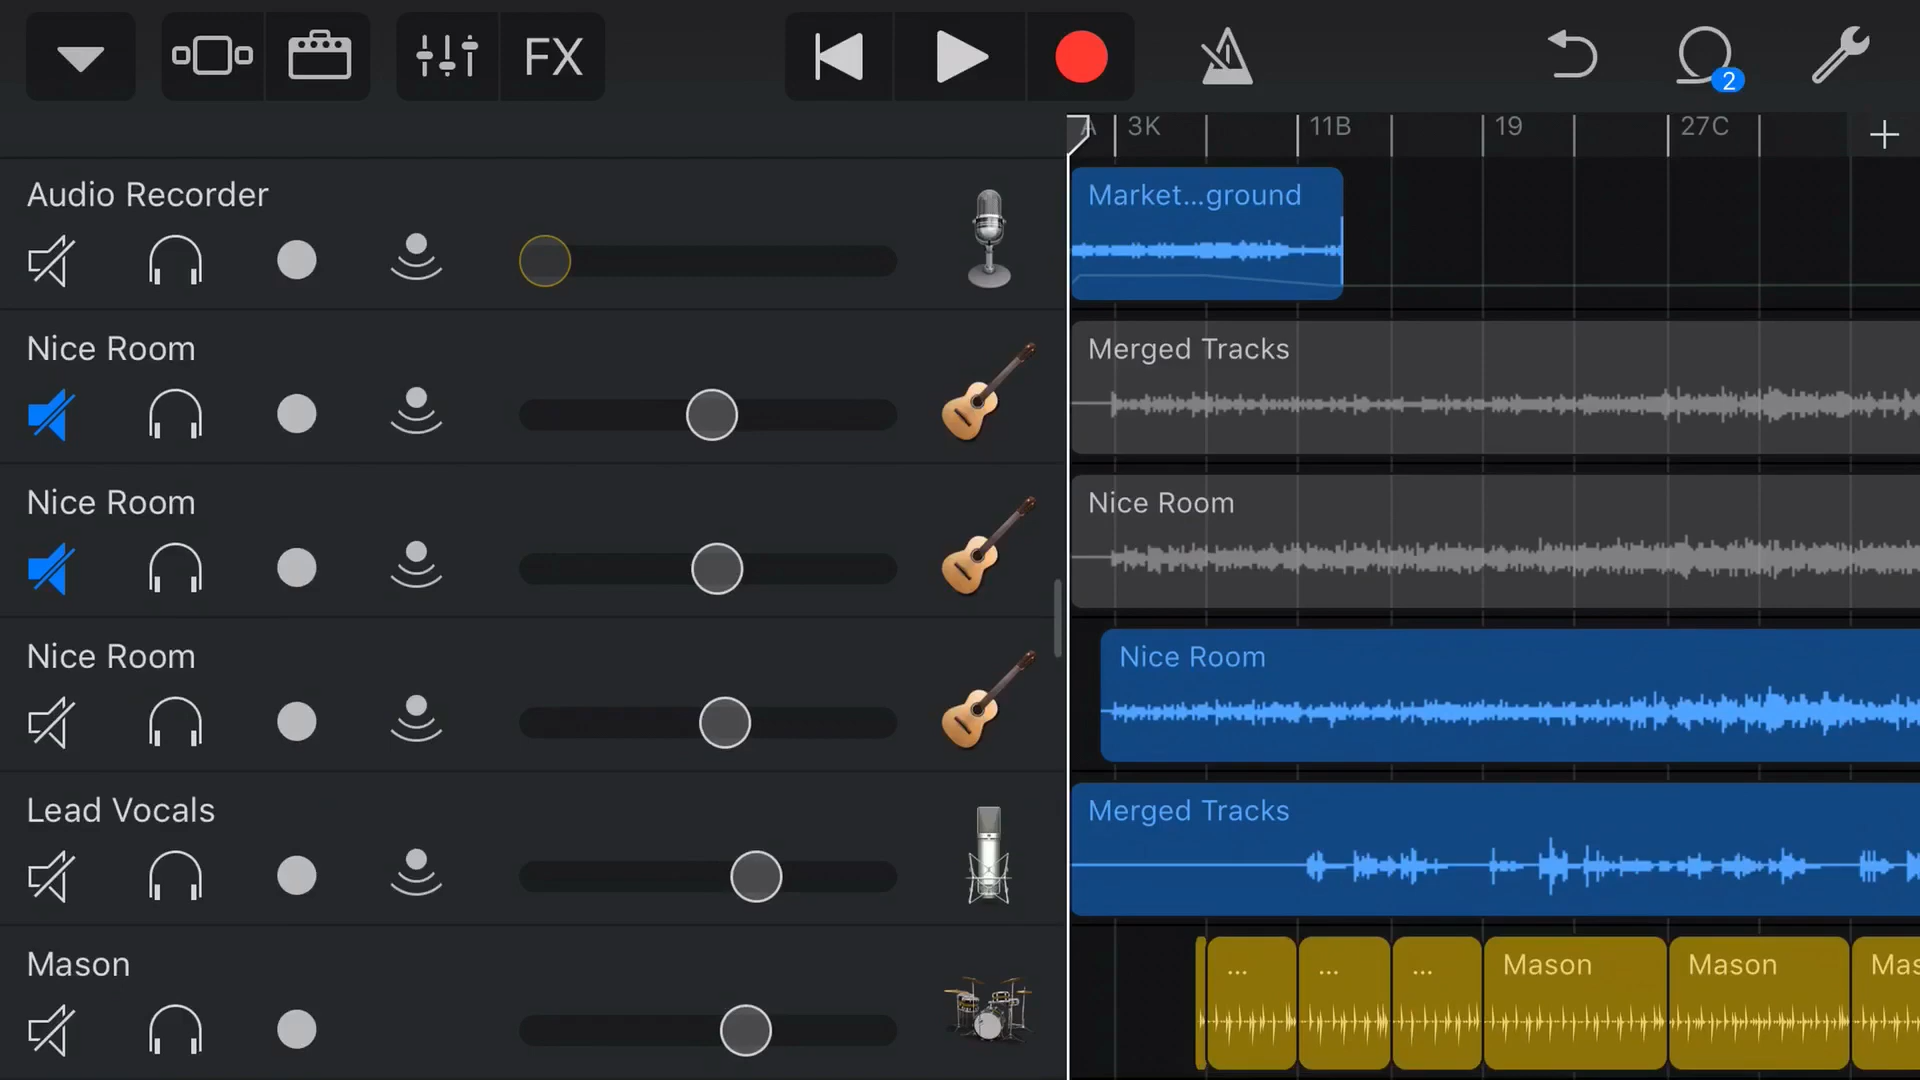 FX
2
A 3K 11B 19 27C
Audio Recorder
Market...ground
Nice Room
Merged Tracks
Nice Room
Nice Room
Nice Room
Nice Room
Lead Vocals
Merged Tracks
Mason
... ... ... Mason Mason Mas